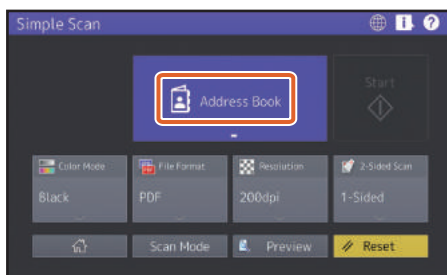 Simple Scan
Address Book
Start
Color Mode
File Format
Resolution
2-Sided Scan
Black
PDF
200dpi
1-Sided
Scan Mode
Preview
Reset